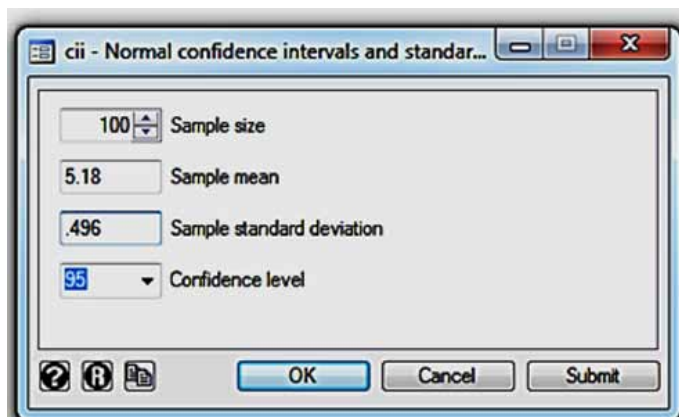 cii - Normal confidence intervals and standar...
100 Sample size
5.18 Sample mean
.496 Sample standard deviation
95 Confidence level
? R OK Cancel Submit